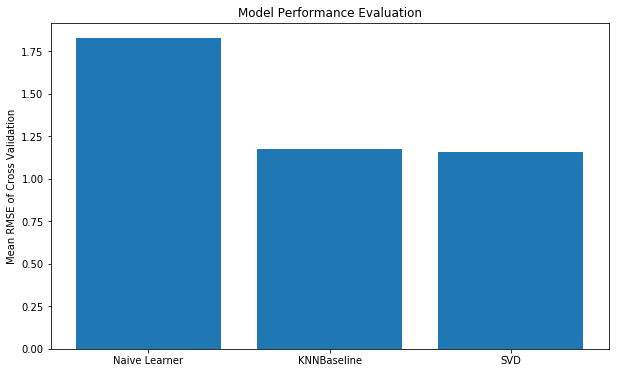 Model Performance Evaluation
Mean RMSE of Cross Validation
1.75
1.50
1.25
1.00
0.75
0.50
0.25
0.00
Naive Learner
KNNBaseline
SVD